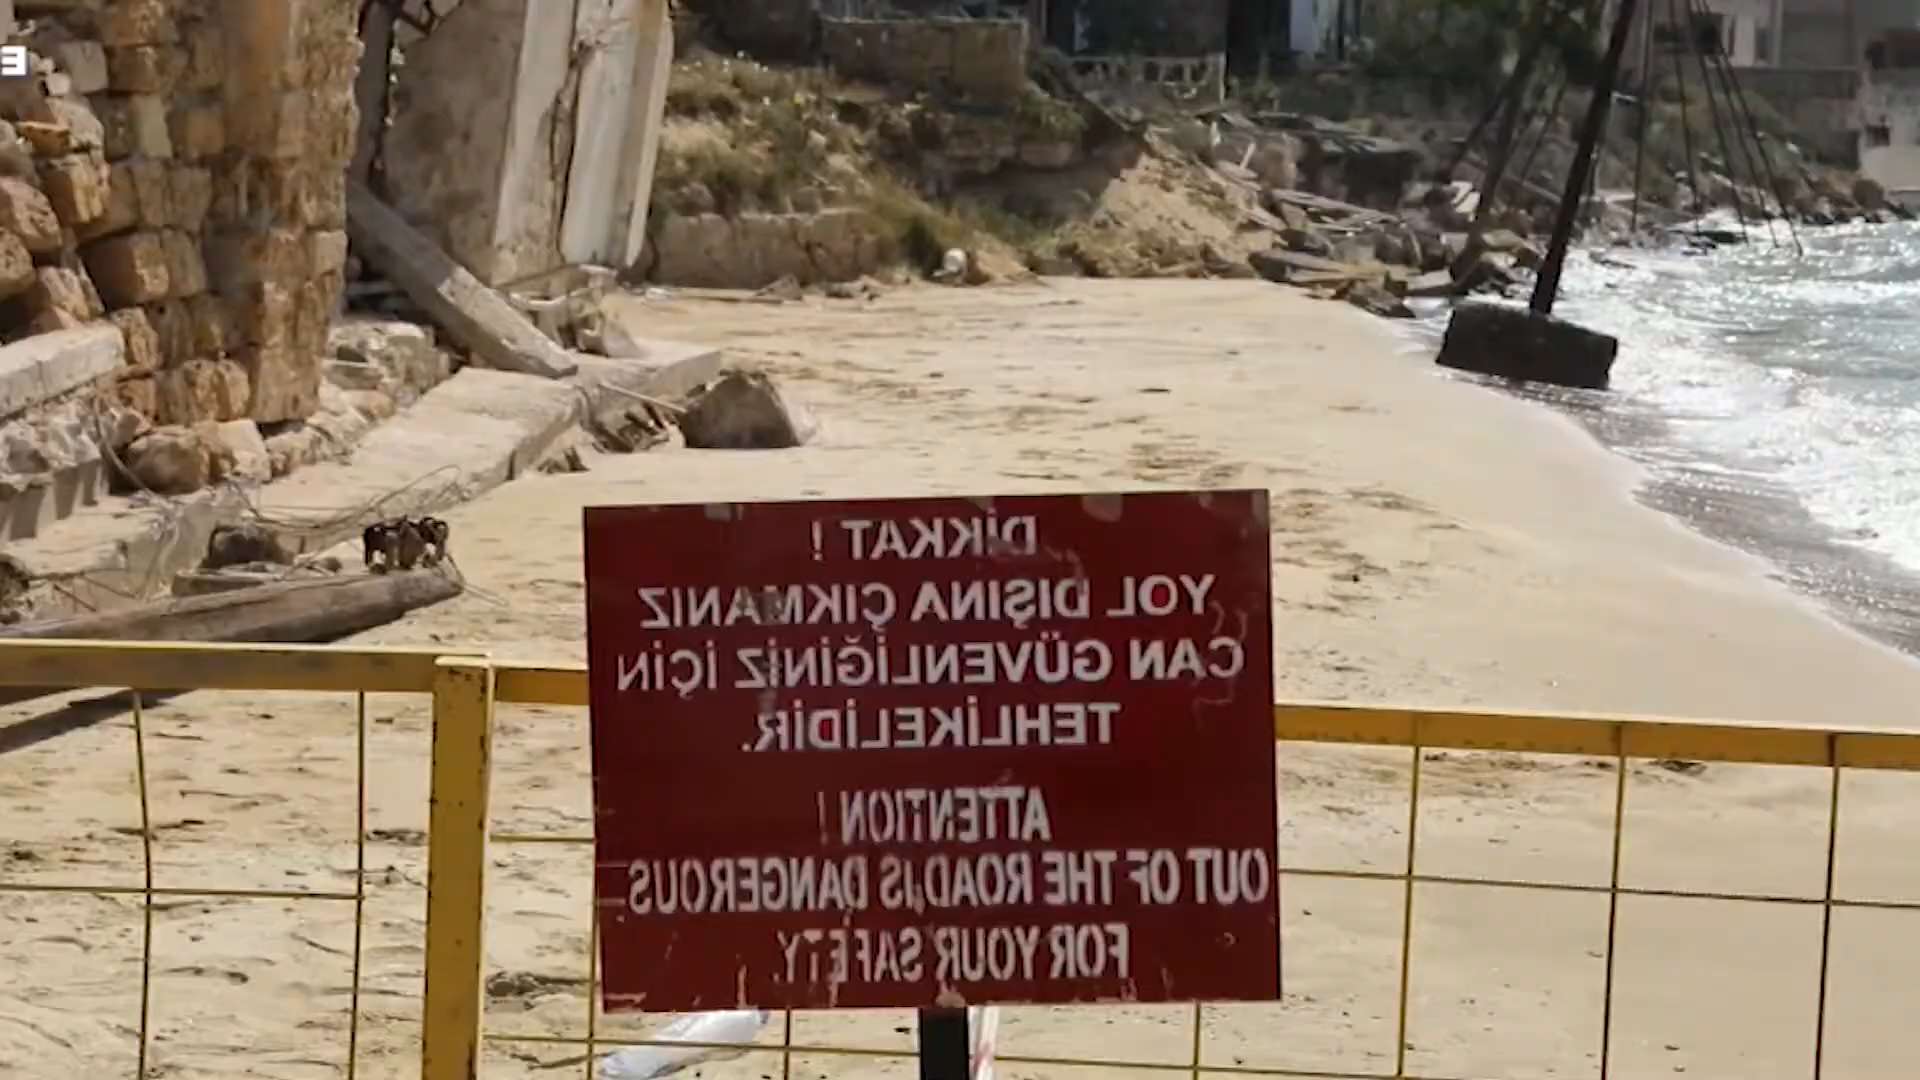 DİKKAT !
YOL DIŞINA ÇIKMANIZ
CAN GÜVENLİĞİNİZ İÇİN
TEHLİKELİDİR.
ATTENTION !
OUT OF THE ROAD,IS DANGEROUS
FOR YOUR SAFETY.